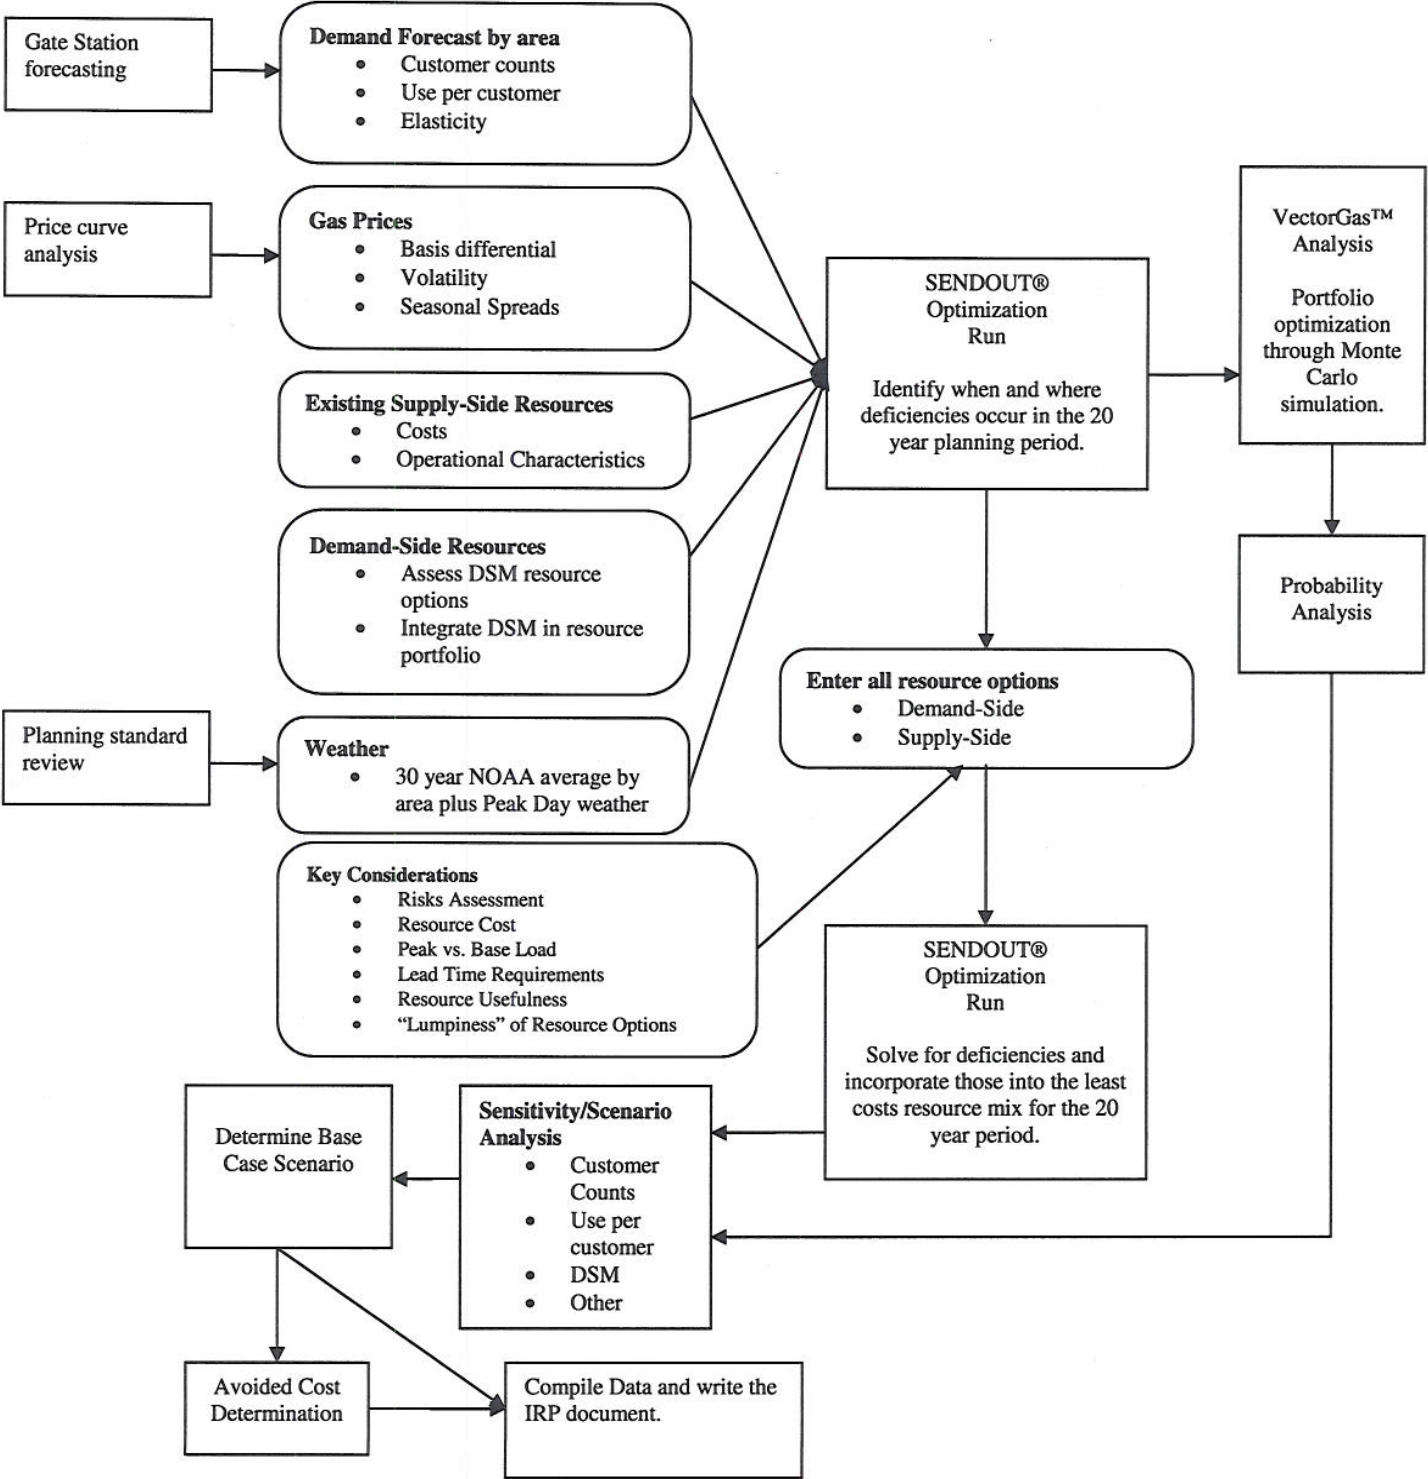 Gate Station
forecasting
Demand Forecast by area
• Customer counts
• Use per customer
• Elasticity
Price curve
analysis
Gas Prices
• Basis differential
• Volatility
• Seasonal Spreads
Existing Supply-Side Resources
• Costs
• Operational Characteristics
Demand-Side Resources
• Assess DSM resource
options
• Integrate DSM in resource
portfolio
Planning standard
review
Weather
• 30 year NOAA average by
area plus Peak Day weather
Key Considerations
• Risks Assessment
• Resource Cost
• Peak vs. Base Load
• Lead Time Requirements
• Resource Usefulness
• “Lumpiness” of Resource Options
SENDOUT®
Optimization
Run
Identify when and where
deficiencies occur in the 20
year planning period.
VectorGas™
Analysis
Portfolio
optimization
through Monte
Carlo
simulation.
Probability
Analysis
Enter all resource options
• Demand-Side
• Supply-Side
SENDOUT®
Optimization
Run
Solve for deficiencies and
incorporate those into the least
costs resource mix for the 20
year period.
Sensitivity/Scenario
Analysis
• Customer
Counts
• Use per
customer
• DSM
• Other
Determine Base
Case Scenario
Avoided Cost
Determination
Compile Data and write the
IRP document.